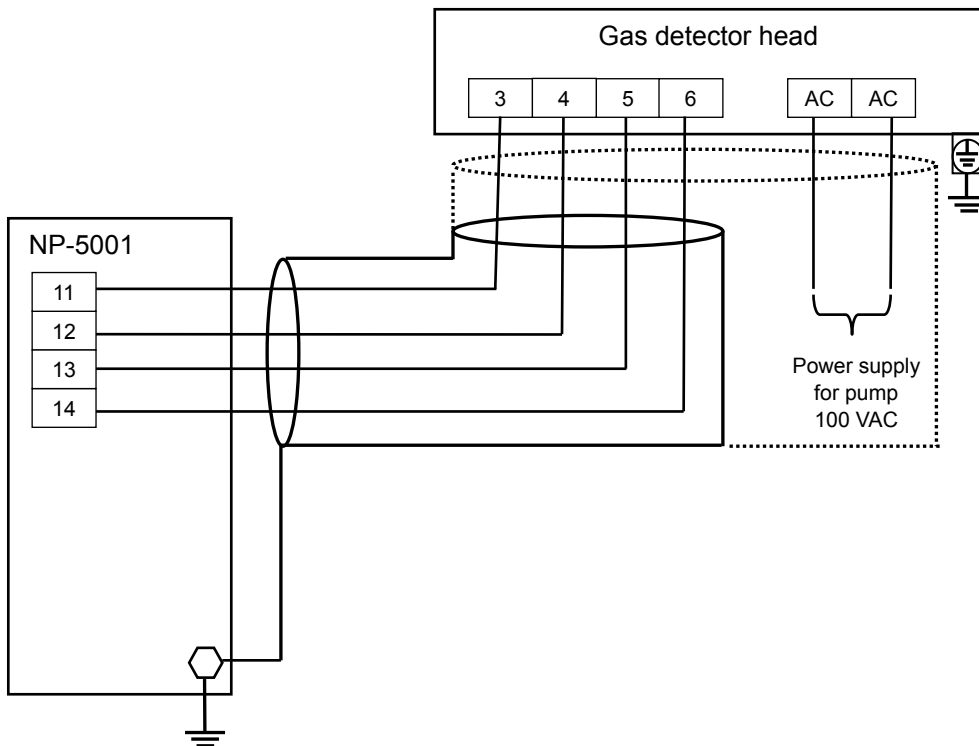 Gas detector head
3 4 5 6 AC AC
NP-5001
11
12
13
14
Power supply
for pump
100 VAC